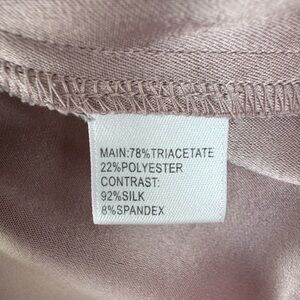 MAIN:78%TRIACETATE
22%POLYESTER
CONTRAST:
92%SILK
8%SPANDEX